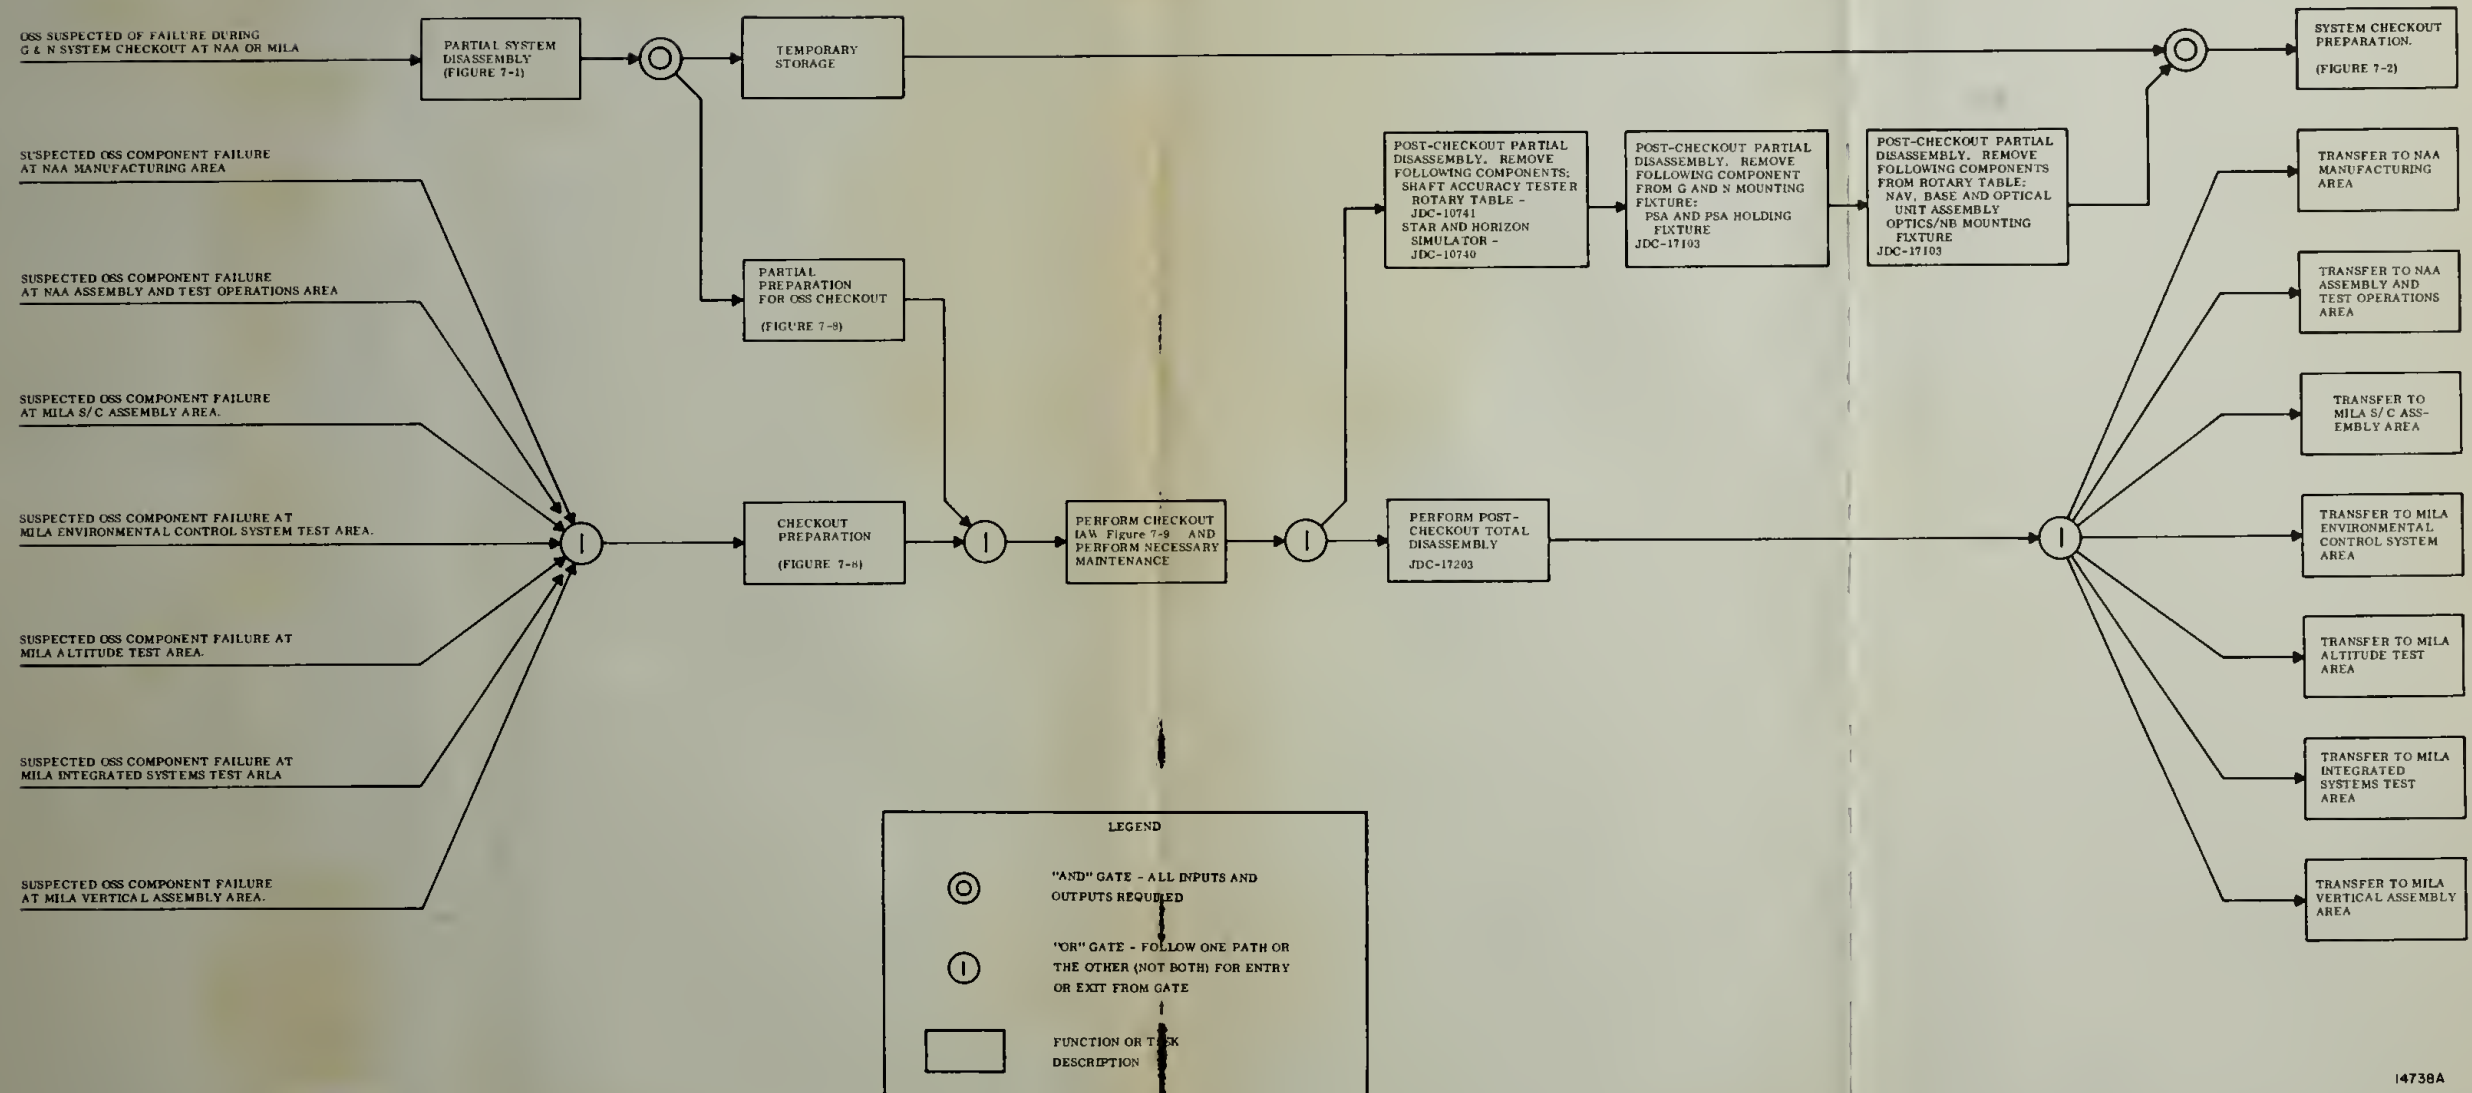 OSS SUSPECTED OF FAILURE DURING
G & N SYSTEM CHECKOUT AT NAA OR MILA
SUSPECTED OSS COMPONENT FAILURE
AT NAA MANUFACTURING AREA
SUSPECTED OSS COMPONENT FAILURE
AT NAA ASSEMBLY AND TEST OPERATIONS AREA
SUSPECTED OSS COMPONENT FAILURE
AT MILA S/C ASSEMBLY AREA.
SUSPECTED OSS COMPONENT FAILURE AT
MILA ENVIRONMENTAL CONTROL SYSTEM TEST AREA.
SUSPECTED OSS COMPONENT FAILURE AT
MILA ALTITUDE TEST AREA.
SUSPECTED OSS COMPONENT FAILURE AT
MILA INTEGRATED SYSTEMS TEST ARLA
SUSPECTED OSS COMPONENT FAILURE
AT MILA VERTICAL ASSEMBLY AREA.
PARTIAL SYSTEM
DISASSEMBLY
(FIGURE 7-1)
TEMPORARY
STORAGE
PARTIAL
PREPARATION
FOR OSS CHECKOUT
(FIGURE 7-8)
CHECKOUT
PREPARATION
(FIGURE 7-8)
PERFORM CHECKOUT
IAW Figure 7-9 AND
PERFORM NECESSARY
MAINTENANCE
POST-CHECKOUT PARTIAL
DISASSEMBLY. REMOVE
FOLLOWING COMPONENTS:
SHAFT ACCURACY TESTER
ROTARY TABLE -
JDC-10741
STAR AND HORIZON
SIMULATOR -
JDC-10740
POST-CHECKOUT PARTIAL
DISASSEMBLY. REMOVE
FOLLOWING COMPONENT
FROM G AND N MOUNTING
FIXTURE:
PSA AND PSA HOLDING
FIXTURE
JDC-17103
POST-CHECKOUT PARTIAL
DISASSEMBLY. REMOVE
FOLLOWING COMPONENTS
FROM ROTARY TABLE:
NAV. BASE AND OPTICAL
UNIT ASSEMBLY
OPTICS/NB MOUNTING
FIXTURE
JDC-17103
PERFORM POST-
CHECKOUT TOTAL
DISASSEMBLY
JDC-17203
SYSTEM CHECKOUT
PREPARATION.
(FIGURE 7-2)
TRANSFER TO NAA
MANUFACTURING
AREA
TRANSFER TO NAA
ASSEMBLY AND
TEST OPERATIONS
AREA
TRANSFER TO
MILA S/C ASS-
EMBLY AREA
TRANSFER TO MILA
ENVIRONMENTAL
CONTROL SYSTEM
AREA
TRANSFER TO MILA
ALTITUDE TEST
AREA
TRANSFER TO MILA
INTEGRATED
SYSTEMS TEST
AREA
TRANSFER TO MILA
VERTICAL ASSEMBLY
AREA
LEGEND
"AND" GATE - ALL INPUTS AND
OUTPUTS REQUIRED
"OR" GATE - FOLLOW ONE PATH OR
THE OTHER (NOT BOTH) FOR ENTRY
OR EXIT FROM GATE
FUNCTION OR TASK
DESCRIPTION
14738A